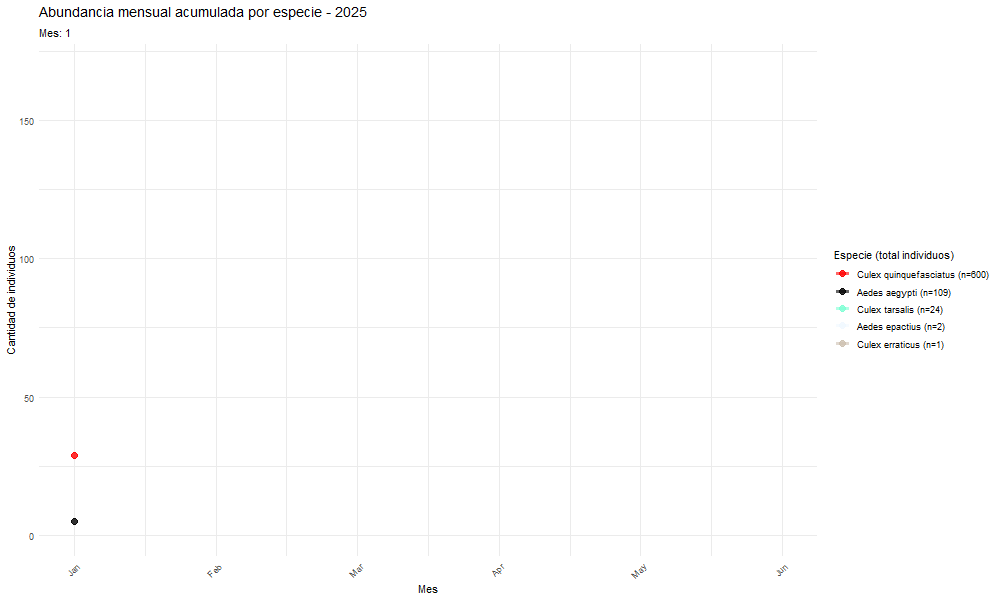 Abundancia mensual acumulada por especie - 2025
Mes: 1
Cantidad de individuos
150
100
50
0
Jan
Feb
Mar
Apr
May
Jun
Mes
Especie (total individuos)
Culex quinquefasciatus (n=600)
Aedes aegypti (n=109)
Culex tarsalis (n=24)
Aedes epactius (n=2)
Culex erraticus (n=1)